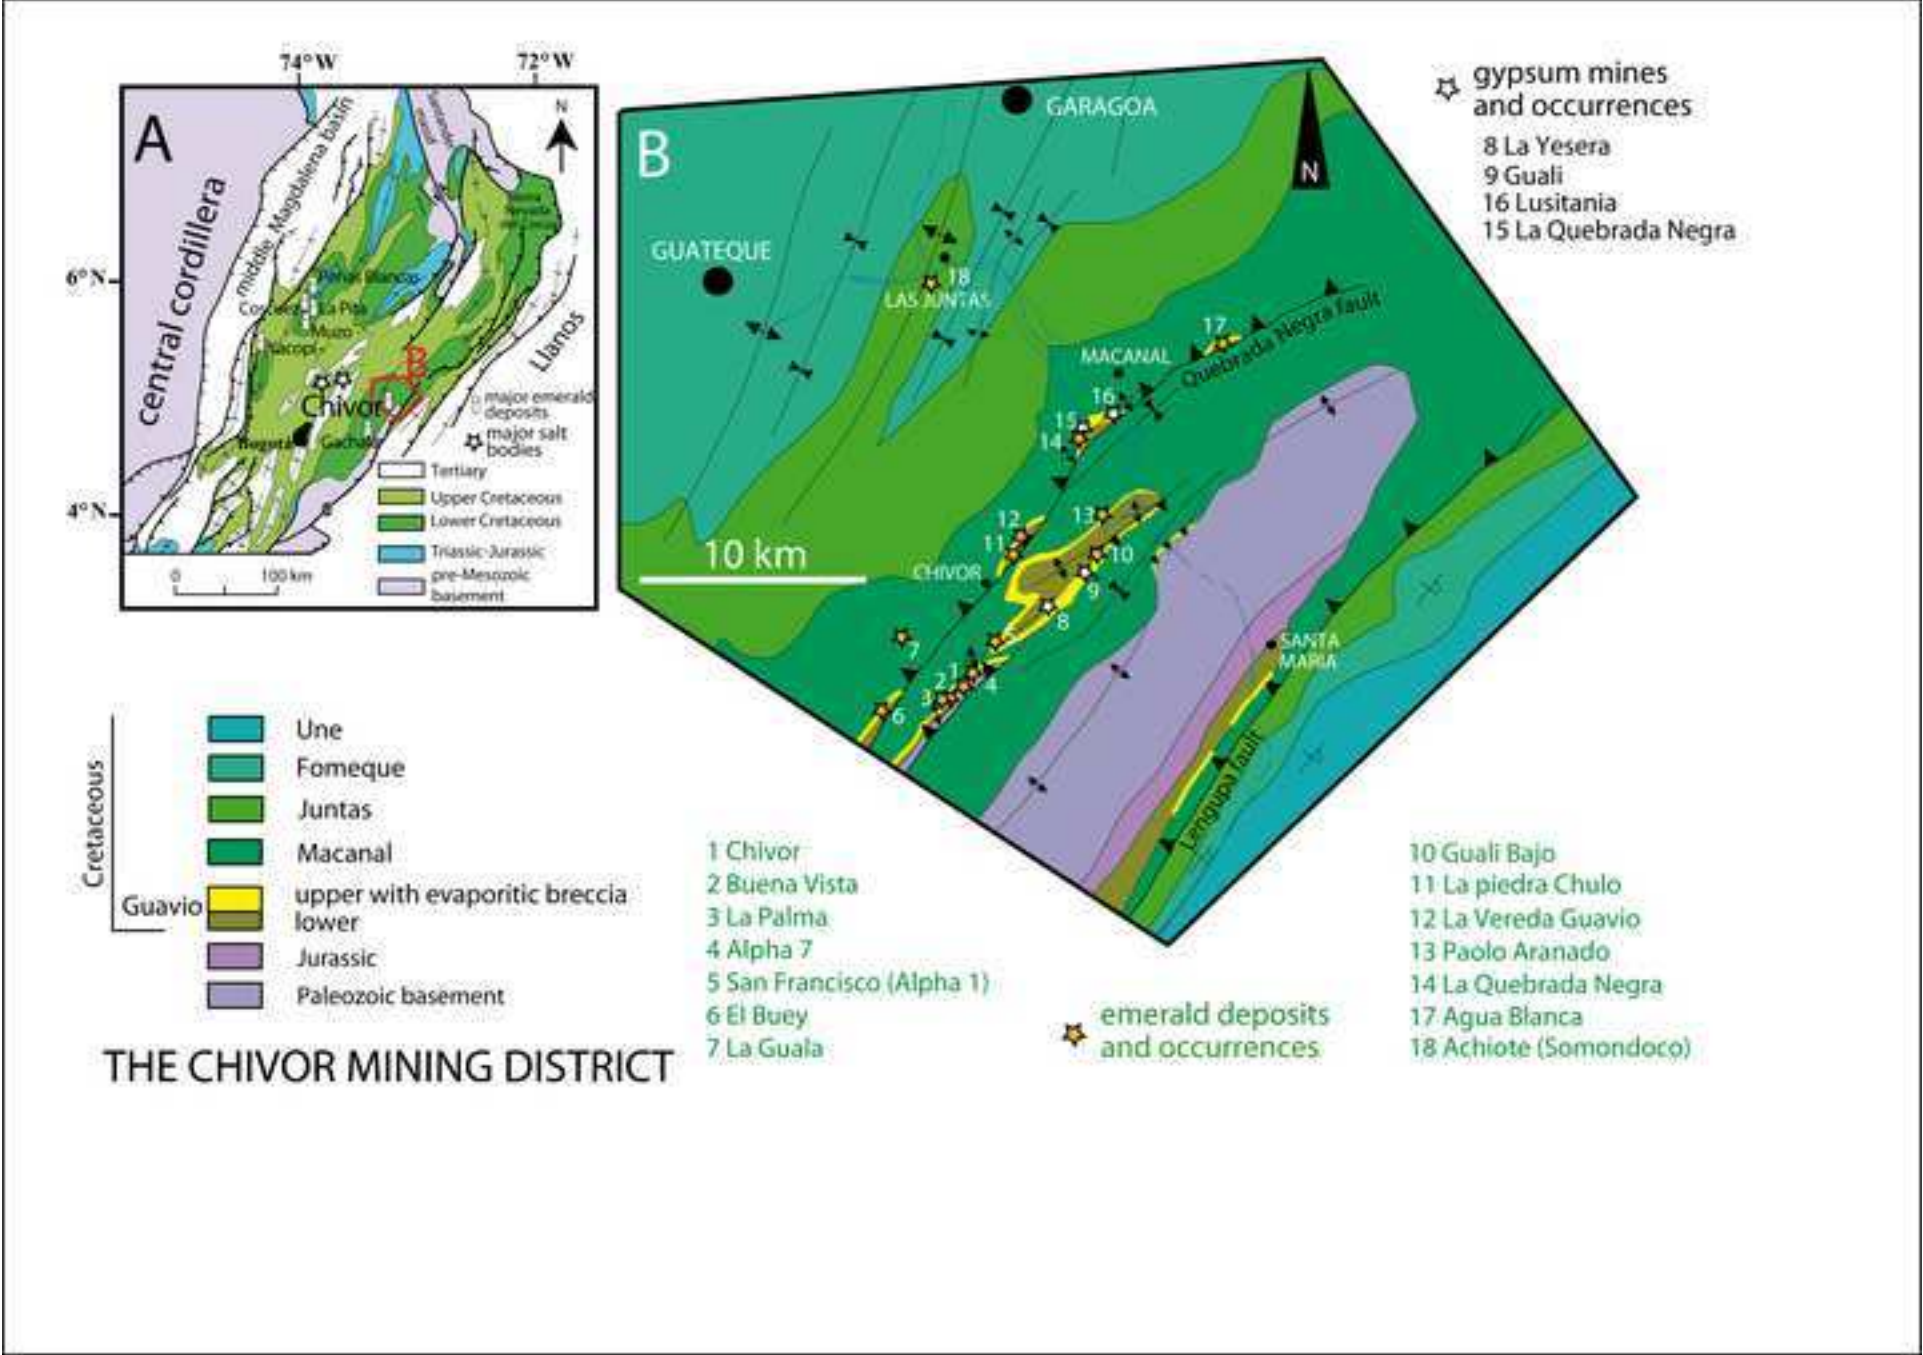 74° W
72° W
6° N
4° N
A
N
central cordillera
middle Magdalena basin
Santander
massif
Peñas Blancas
Coscuez
La Pita
Muzo
Yacopi
B
Llanos
Chivor
Bogota
Gachala
major emerald
deposits
major salt
bodies
Tertiary
Upper Cretaceous
Lower Cretaceous
Triassic-Jurassic
pre-Mesozoic
basement
0
100 km
B
N
GARAGOA
GUATEQUE
18
LAS JUNTAS
17
MACANAL
Quebrada Negra fault
16
15
14
13
12
11
10
CHIVOR
9
8
7
5
1
2
4
3
6
10 km
SANTA
MARIA
Lengupa fault
gypsum mines
and occurrences
8 La Yesera
9 Guali
16 Lusitania
15 La Quebrada Negra
Cretaceous
Une
Fomeque
Juntas
Macanal
Guavio
upper with evaporitic breccia
lower
Jurassic
Paleozoic basement
THE CHIVOR MINING DISTRICT
1 Chivor
2 Buena Vista
3 La Palma
4 Alpha 7
5 San Francisco (Alpha 1)
6 El Buey
7 La Guala
emerald deposits
and occurrences
10 Guali Bajo
11 La piedra Chulo
12 La Vereda Guavio
13 Paolo Aranado
14 La Quebrada Negra
17 Agua Blanca
18 Achiote (Somondoco)